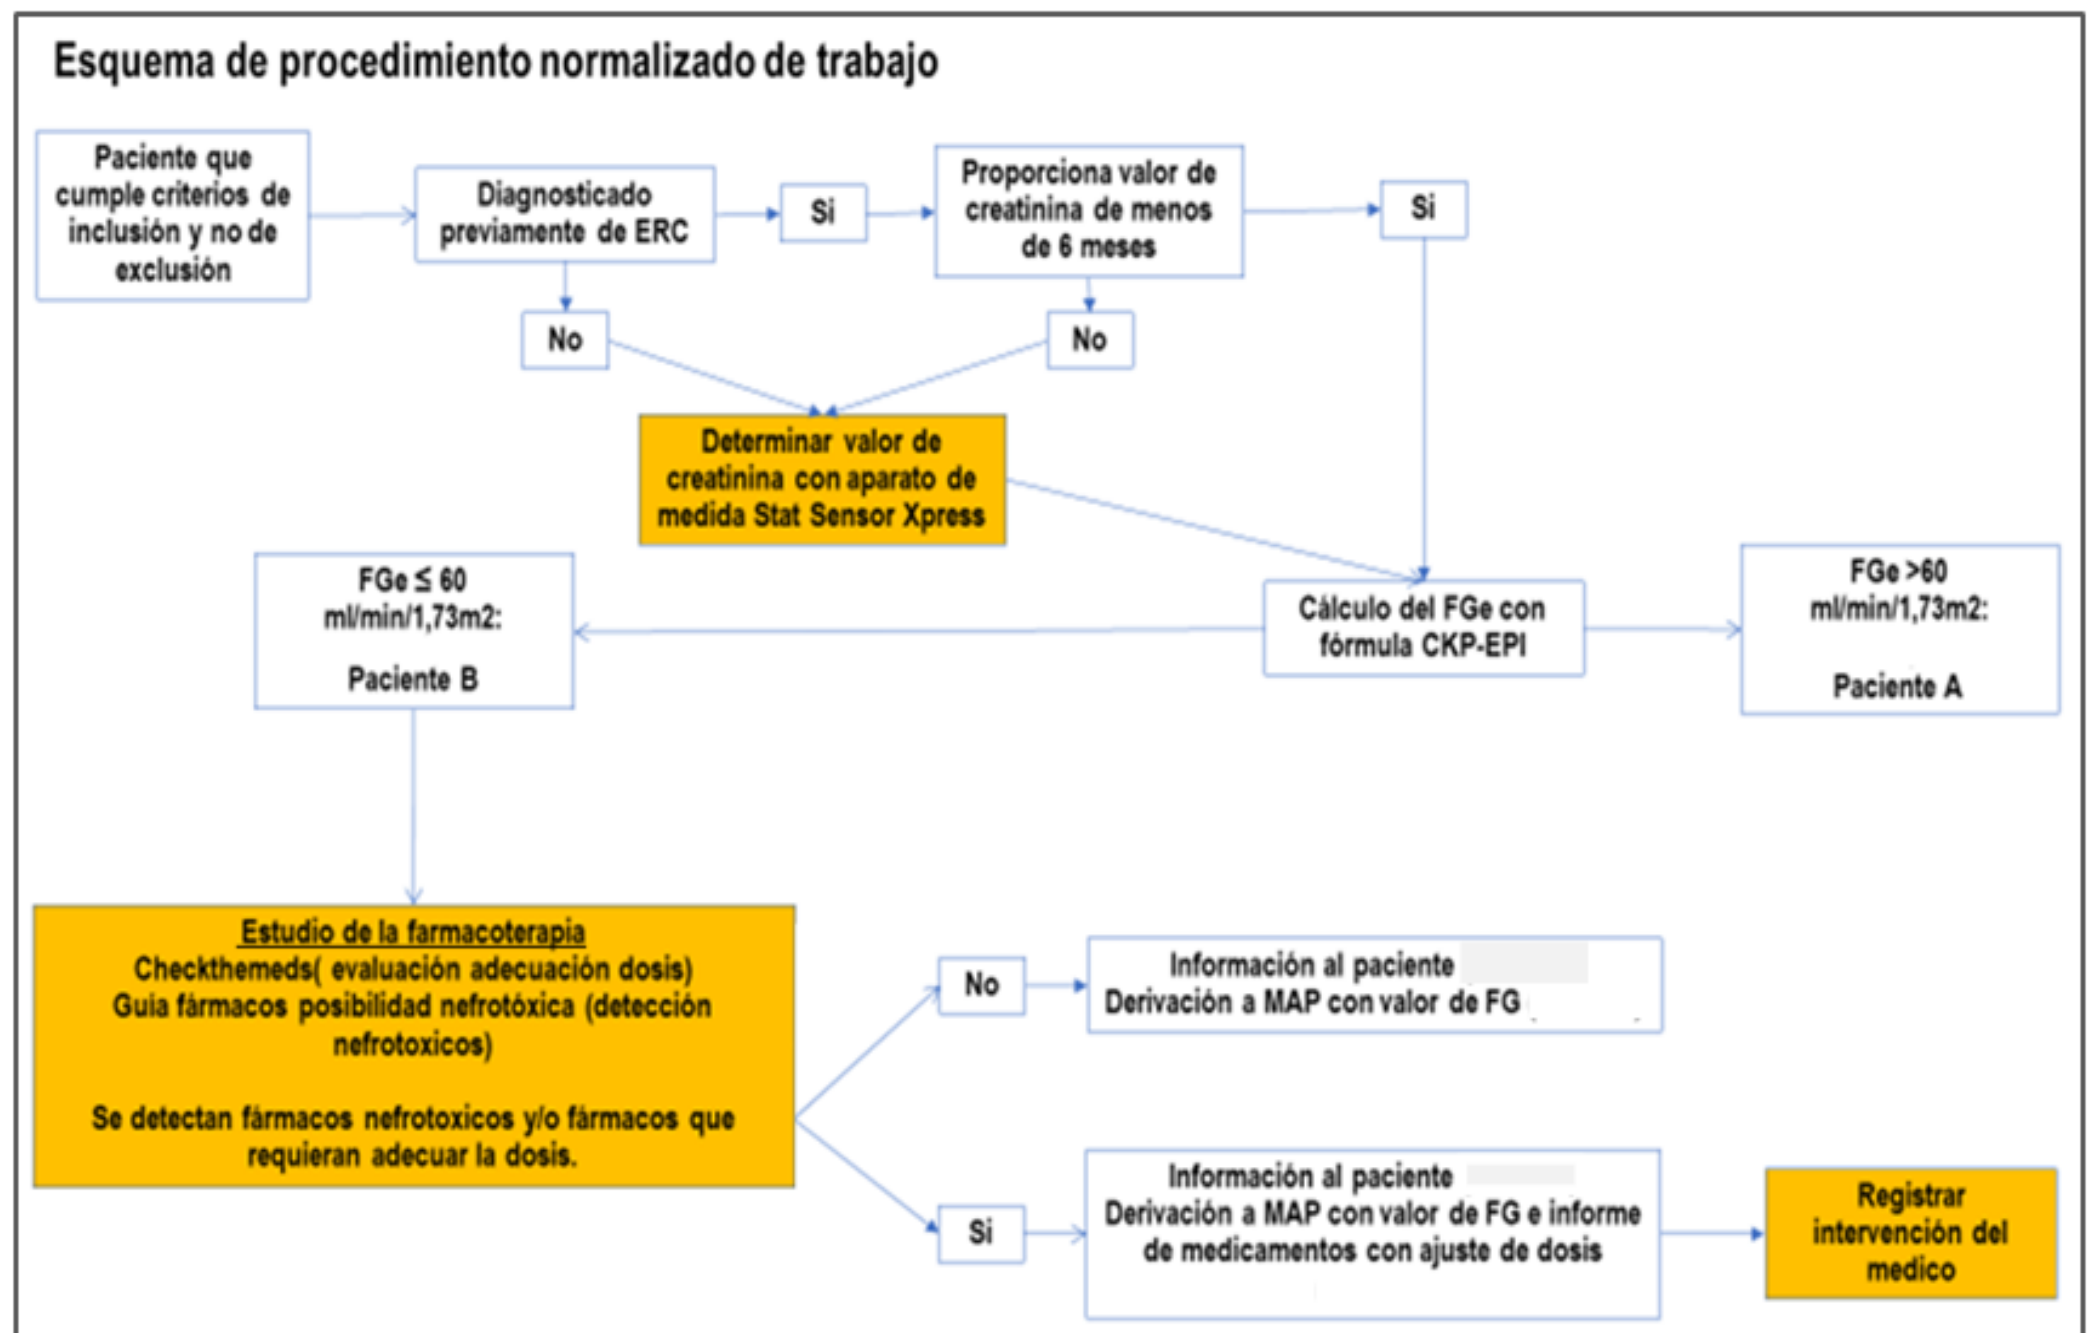 Esquema de procedimiento normalizado de trabajo
Paciente que
cumple criterios de
inclusión y no de
exclusión
Diagnosticado
previamente de ERC
Si
Proporciona valor de
creatinina de menos
de 6 meses
Si
No
No
Determinar valor de
creatinina con aparato de
medida Stat Sensor Xpress
FGe ≤ 60
ml/min/1,73m2:
Paciente B
Cálculo del FGe con
fórmula CKP-EPI
FGe >60
ml/min/1,73m2:
Paciente A
Estudio de la farmacoterapia
Checkthemeds( evaluación adecuación dosis)
Guía fármacos posibilidad nefrotóxica (detección
nefrotoxicos)
Se detectan fármacos nefrotoxicos y/o fármacos que
requieran adecuar la dosis.
No
Información al paciente
Derivación a MAP con valor de FG
Si
Información al paciente
Derivación a MAP con valor de FG e informe
de medicamentos con ajuste de dosis
Registrar
intervención del
medico